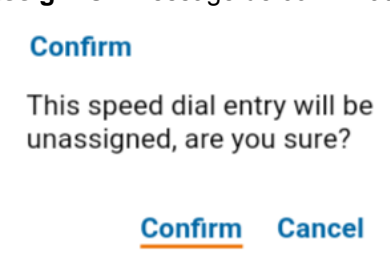 Confirm
This speed dial entry will be
unassigned, are you sure?
Confirm Cancel